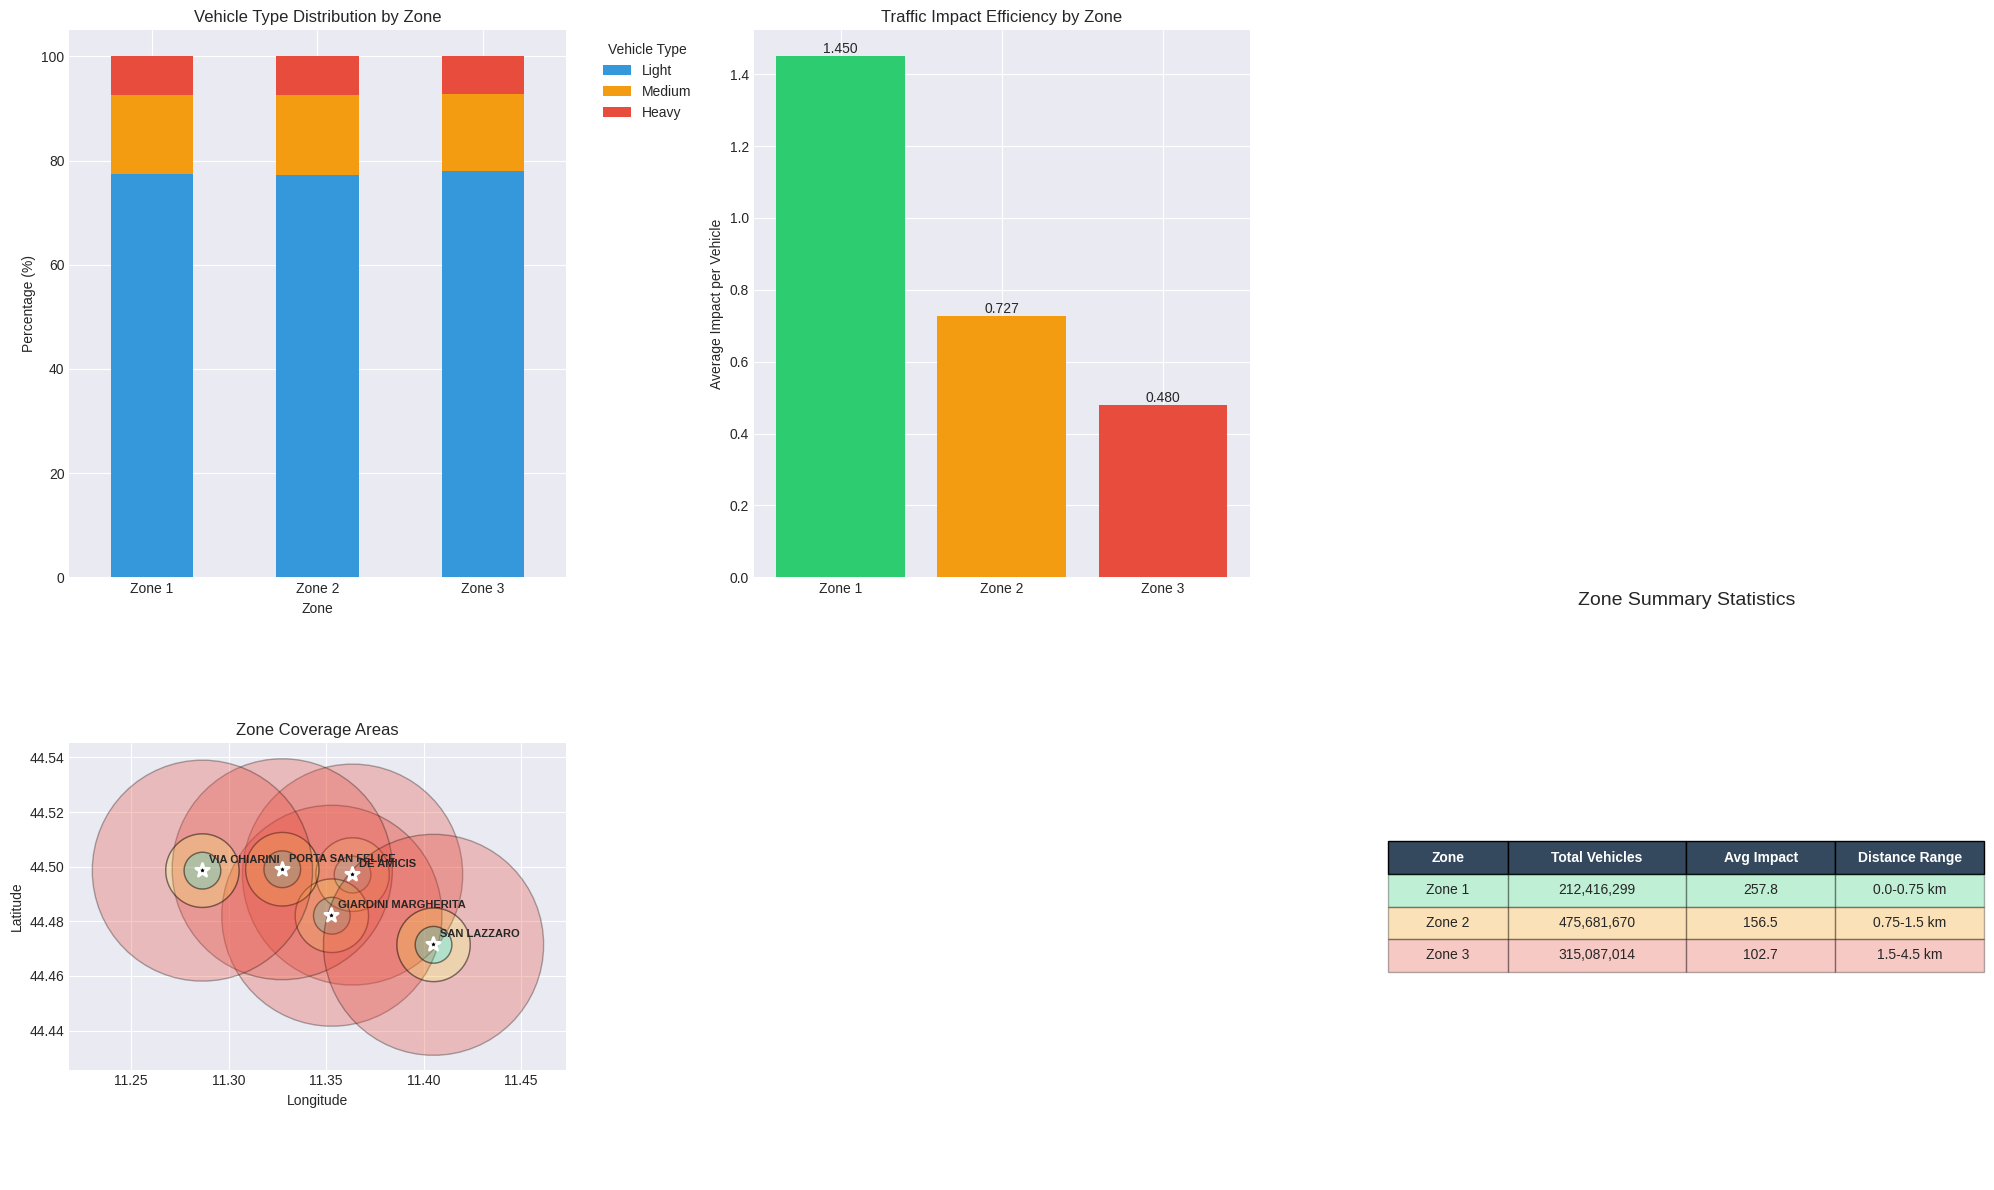 Vehicle Type Distribution by Zone
100
80
60
40
20
0
Percentage (%)
Zone 1 Zone 2 Zone 3
Zone
Vehicle Type
Light
Medium
Heavy
Traffic Impact Efficiency by Zone
1.4
1.2
1.0
0.8
0.6
0.4
0.2
0.0
Average Impact per Vehicle
1.450
0.727
0.480
Zone 1 Zone 2 Zone 3
Zone Summary Statistics
Zone Total Vehicles Avg Impact Distance Range
Zone 1 212,416,299 257.8 0.0-0.75 km
Zone 2 475,681,670 156.5 0.75-1.5 km
Zone 3 315,087,014 102.7 1.5-4.5 km
Zone Coverage Areas
44.54
44.52
44.50
44.48
44.46
44.44
Latitude
VIA CHIARINI
PORTA SAN FELICE
DE AMICIS
GIARDINI MARGHERITA
SAN LAZZARO
11.25 11.30 11.35 11.40 11.45
Longitude